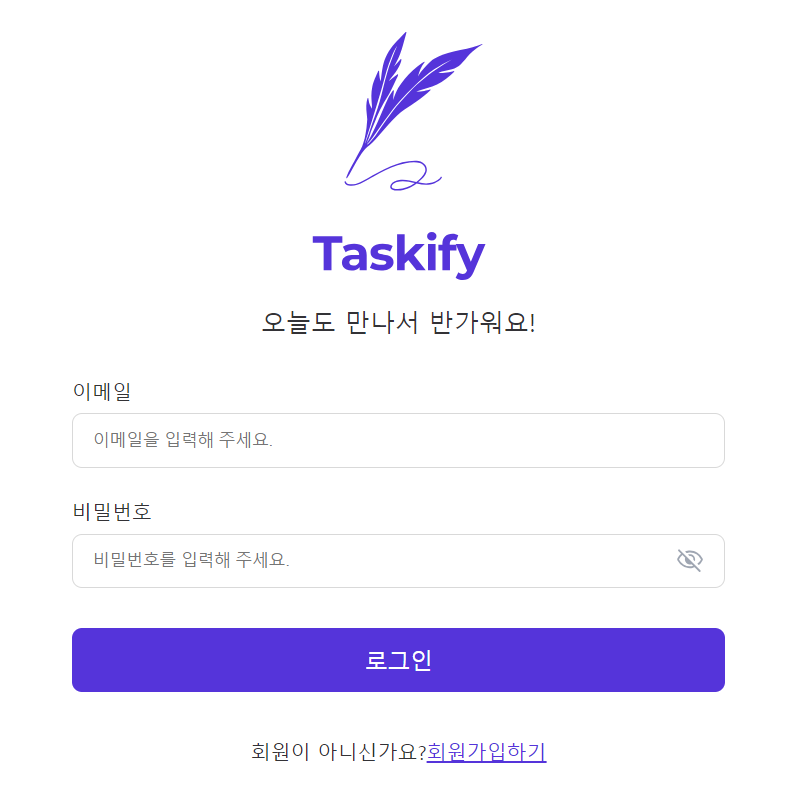 Taskify
오늘도 만나서 반가워요!
이메일
이메일을 입력해 주세요.
비밀번호
비밀번호를 입력해 주세요.
로그인
회원이 아니신가요?회원가입하기